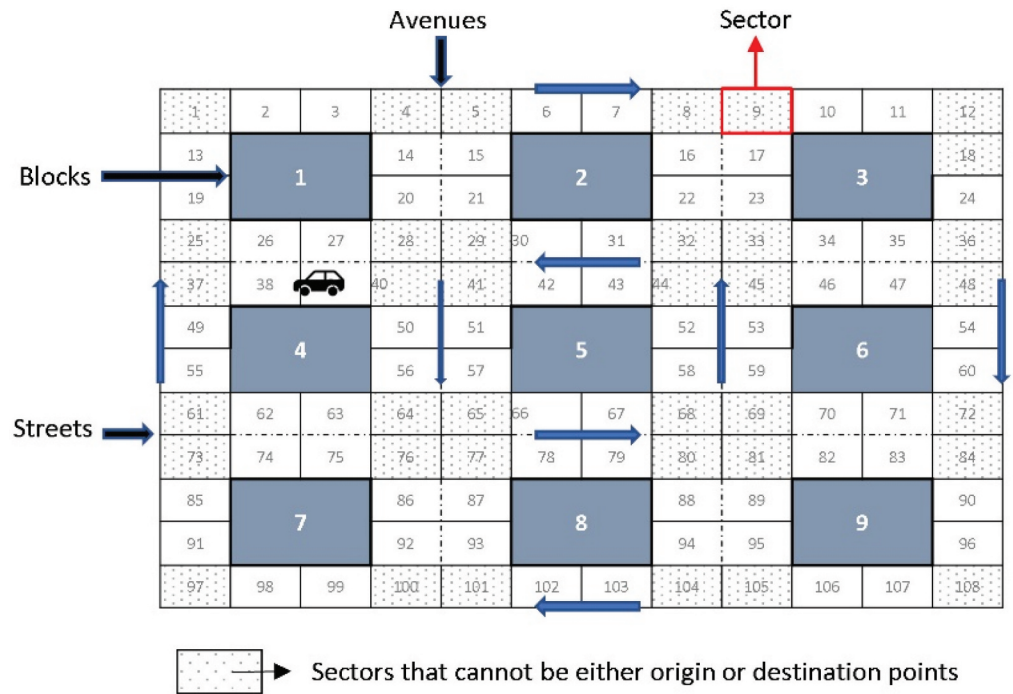 Avenues Sector
1 2 3 4 5 6 7 8 9 10 11 12
13 14 15 16 17 18
Blocks 1 2 3
19 20 21 22 23 24
25 26 27 28 29 30 31 32 33 34 35 36
37 38 40 41 42 43 44 45 46 47 48
49 50 51 52 53 54
4 5 6
55 56 57 58 59 60
Streets 61 62 63 64 65 66 67 68 69 70 71 72
73 74 75 76 77 78 79 80 81 82 83 84
85 86 87 88 89 90
7 8 9
91 92 93 94 95 96
97 98 99 100 101 102 103 104 105 106 107 108
Sectors that cannot be either origin or destination points